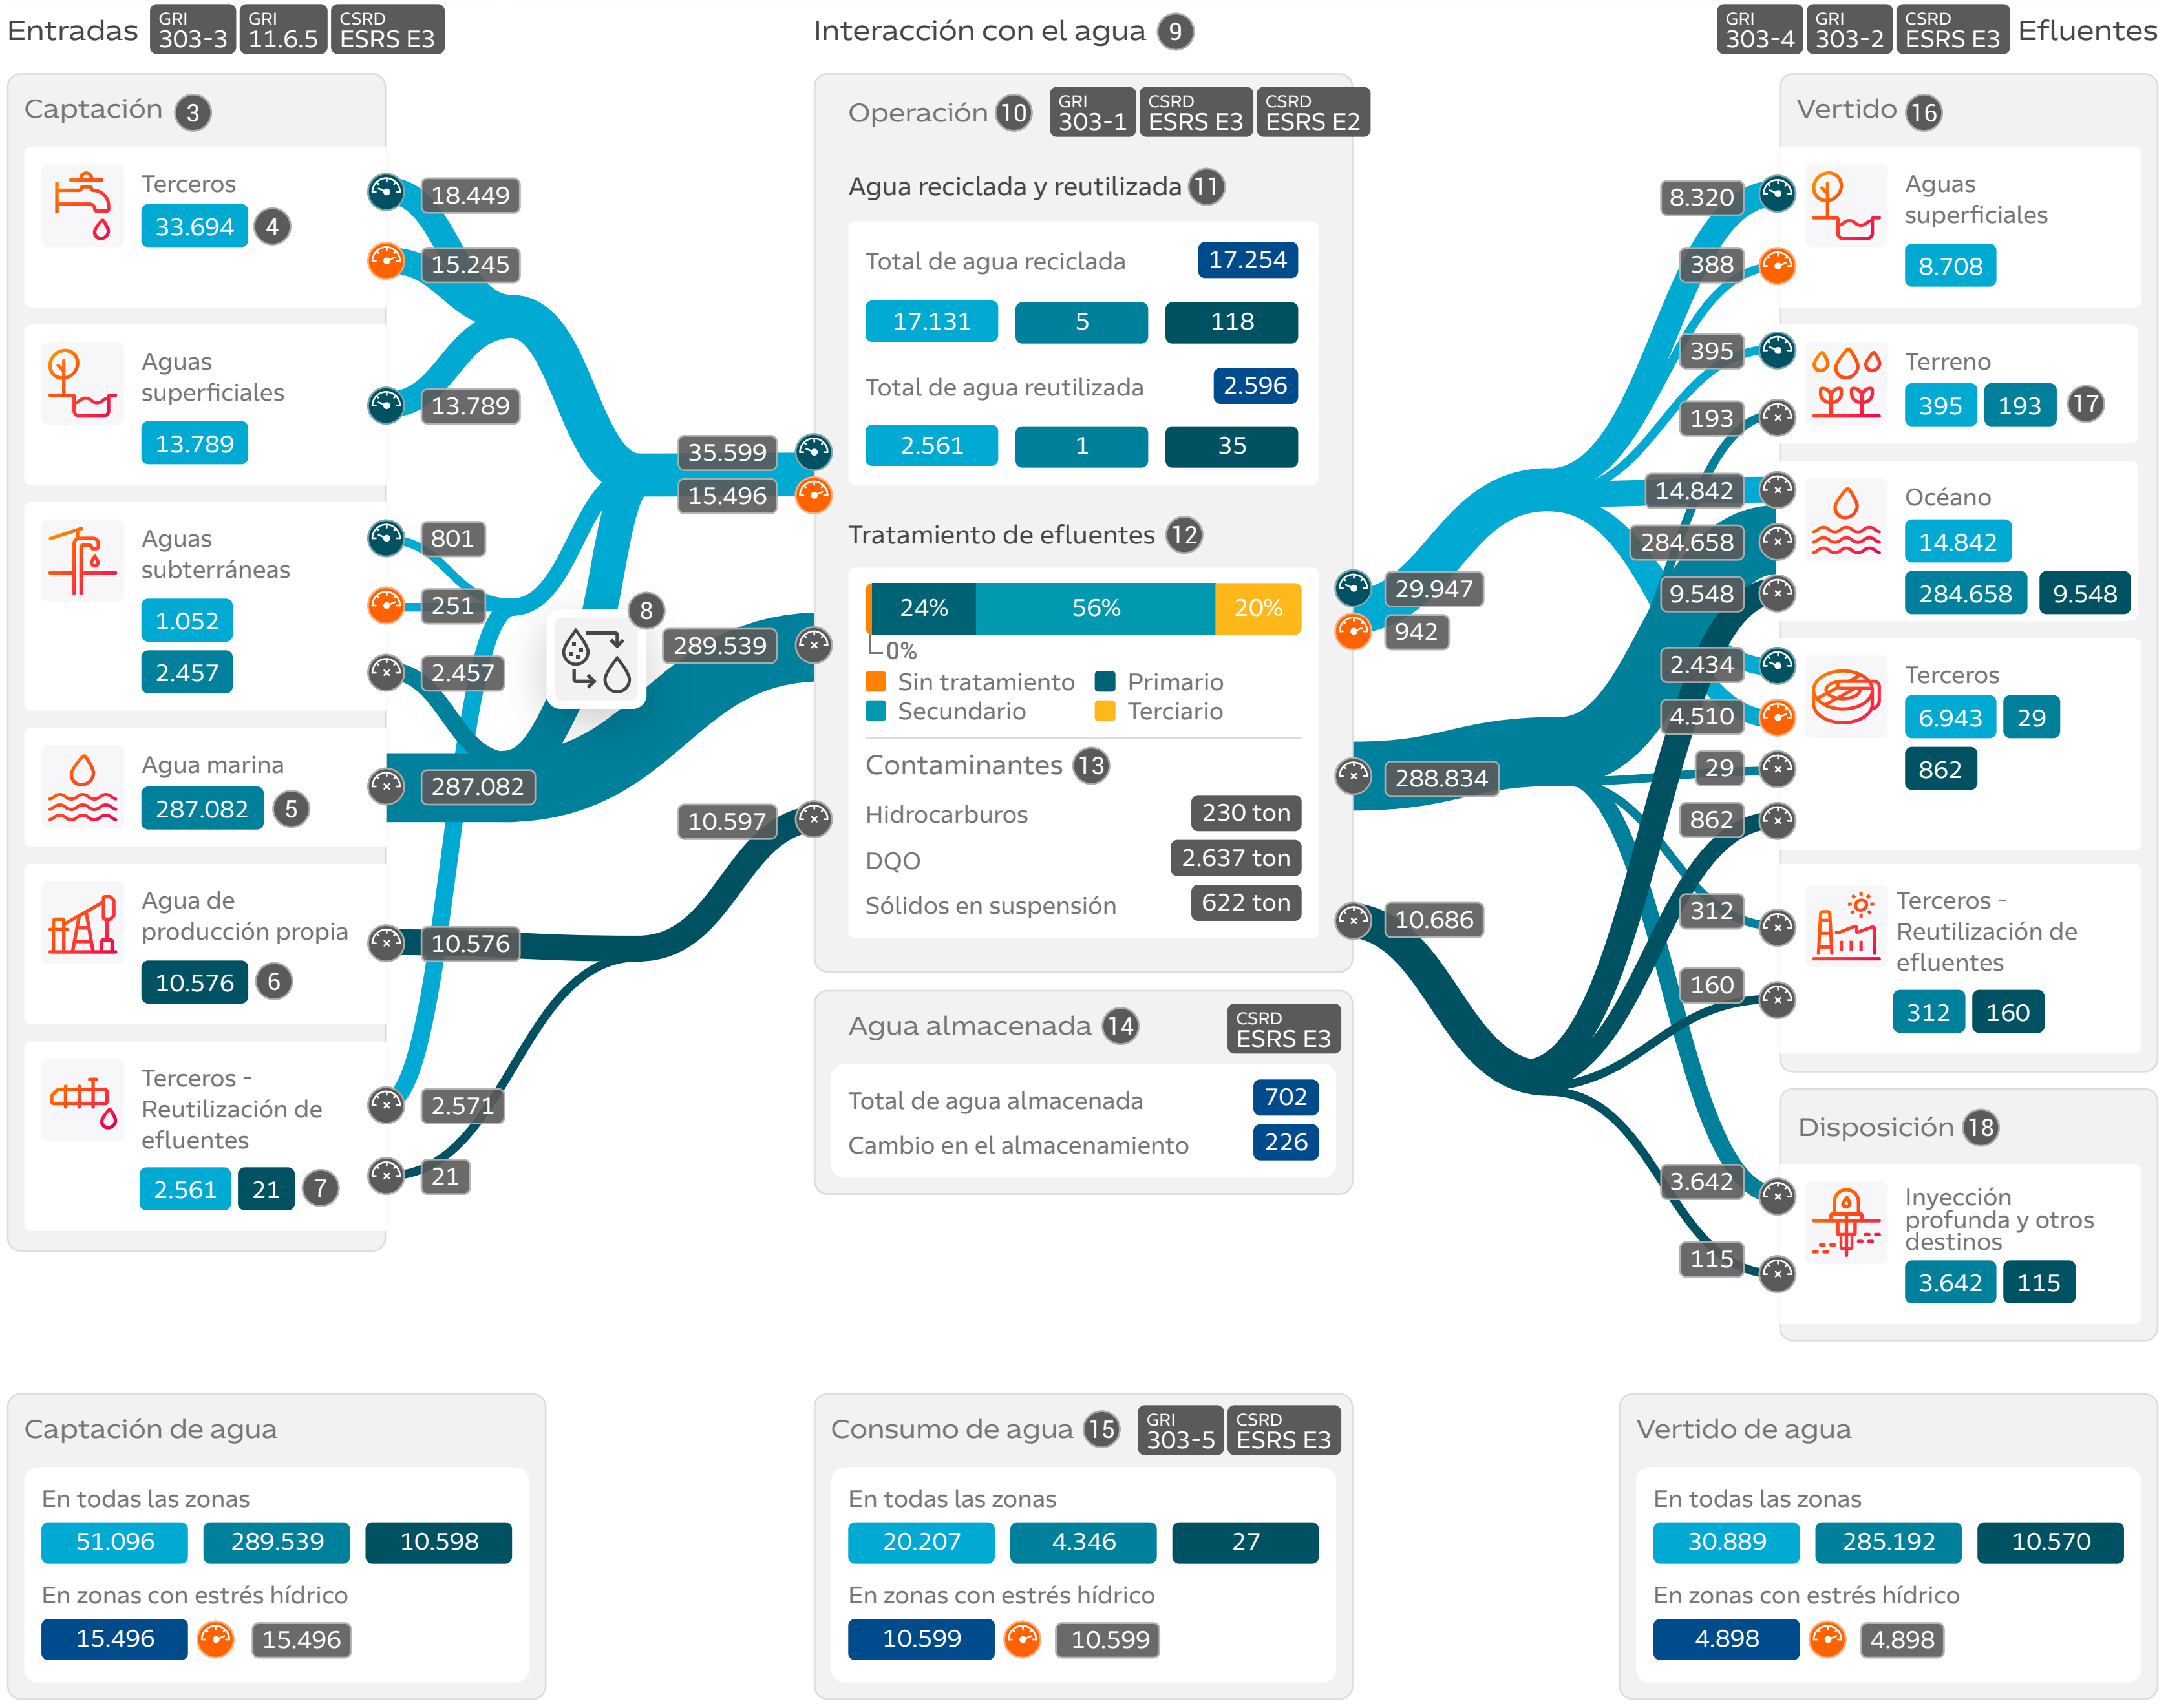 Entradas
GRI 303-3
GRI 11.6.5
CSRD ESRS E3
Captación 3
Terceros
33.694 4
18.449
15.245
Aguas
superficiales
13.789
13.789
Aguas
subterráneas
1.052
2.457
801
251
2.457
Agua marina
287.082 5
287.082
Agua de
producción propia
10.576 6
10.576
Terceros -
Reutilización de
efluentes
2.561 21 7
2.571
21
8
35.599
15.496
289.539
10.597
Interacción con el agua 9
Operación 10
GRI 303-1
CSRD ESRS E3
CSRD ESRS E2
Agua reciclada y reutilizada 11
Total de agua reciclada 17.254
17.131 5 118
Total de agua reutilizada 2.596
2.561 1 35
Tratamiento de efluentes 12
24% 56% 20%
0%
Sin tratamiento Primario
Secundario Terciario
Contaminantes 13
Hidrocarburos 230 ton
DQO 2.637 ton
Sólidos en suspensión 622 ton
Agua almacenada 14
CSRD ESRS E3
Total de agua almacenada 702
Cambio en el almacenamiento 226
29.947
942
288.834
10.686
GRI 303-4
GRI 303-2
CSRD ESRS E3
Efluentes
Vertido 16
8.320
388
Aguas
superficiales
8.708
395
193
Terreno
395 193 17
14.842
284.658
9.548
Océano
14.842
284.658 9.548
2.434
4.510
29
862
Terceros
6.943 29
862
312
160
Terceros -
Reutilización de
efluentes
312 160
Disposición 18
3.642
115
Inyección
profunda y otros
destinos
3.642 115
Captación de agua
En todas las zonas
51.096 289.539 10.598
En zonas con estrés hídrico
15.496 15.496
Consumo de agua 15
GRI 303-5
CSRD ESRS E3
En todas las zonas
20.207 4.346 27
En zonas con estrés hídrico
10.599 10.599
Vertido de agua
En todas las zonas
30.889 285.192 10.570
En zonas con estrés hídrico
4.898 4.898